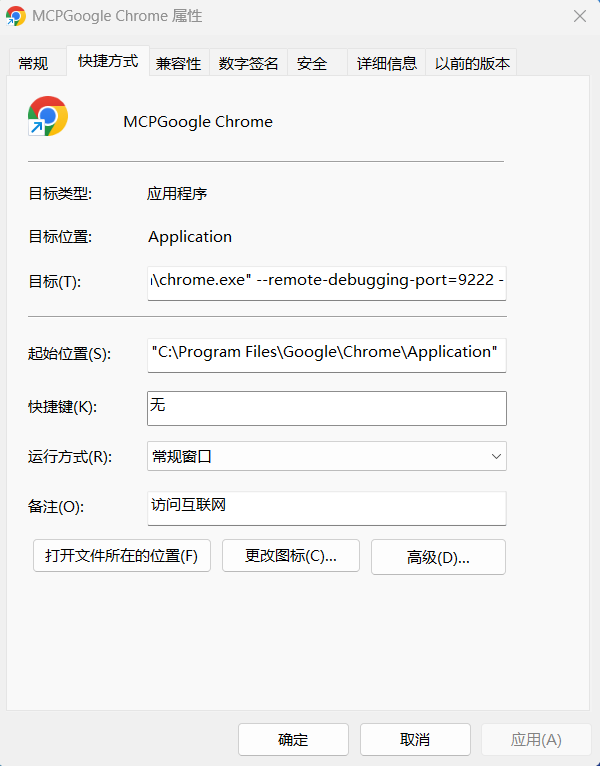 MCPGoogle Chrome 属性
常规 快捷方式 兼容性 数字签名 安全 详细信息 以前的版本
MCPGoogle Chrome
目标类型: 应用程序
目标位置: Application
目标(T): \chrome.exe" --remote-debugging-port=9222 -
起始位置(S): "C:\Program Files\Google\Chrome\Application"
快捷键(K): 无
运行方式(R): 常规窗口
备注(O): 访问互联网
打开文件所在的位置(F) 更改图标(C)... 高级(D)...
确定 取消 应用(A)